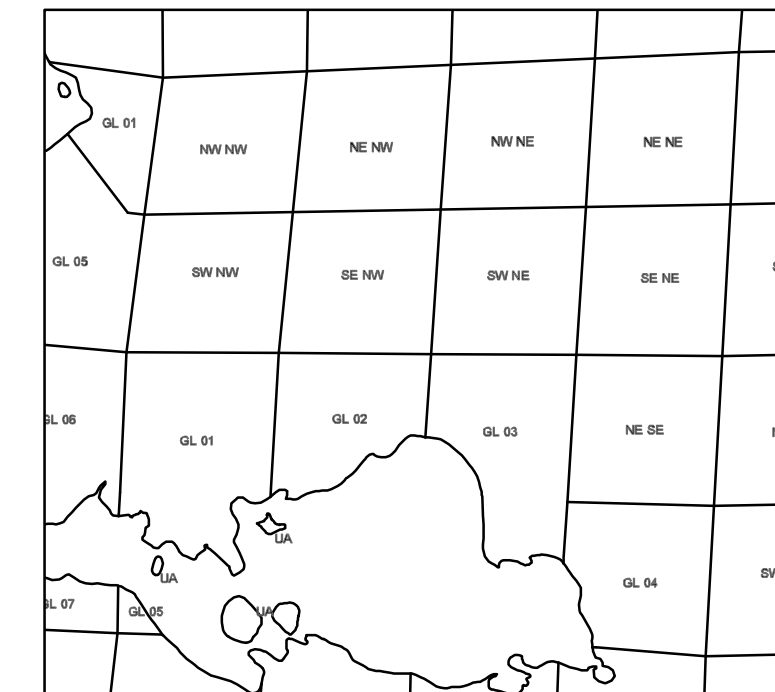 GL 01
NW NW
NE NW
NW NE
NE NE
GL 05
SW NW
SE NW
SW NE
SE NE
GL 06
GL 01
GL 02
GL 03
NE SE
UA
UA
GL 04
SW
GL 07
GL 05
UA